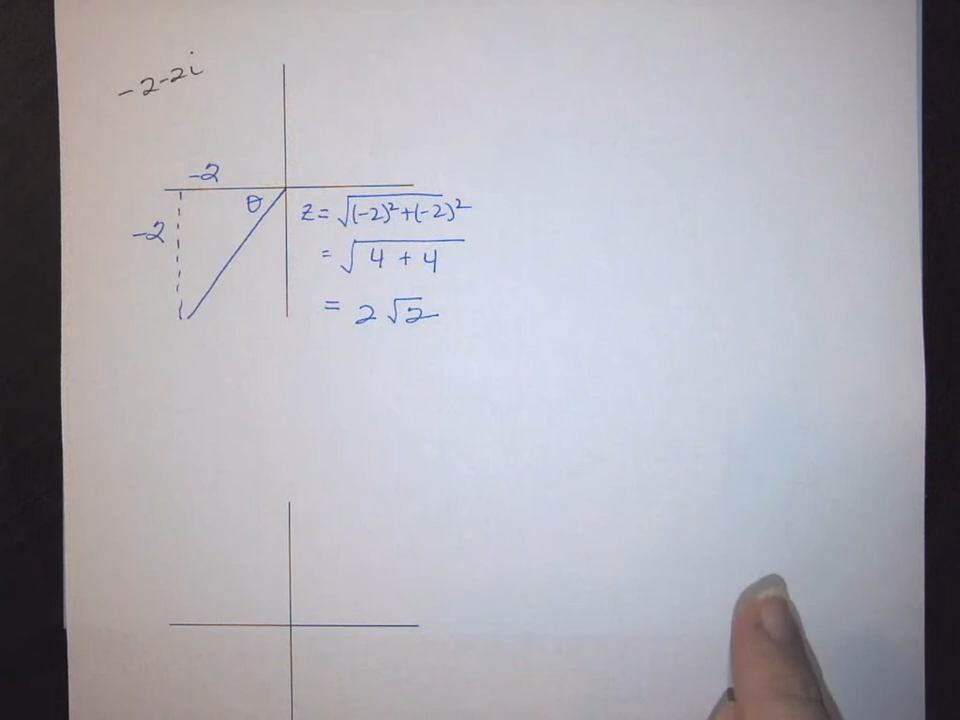 -2-2i
-2
θ
-2
z = √(-2)²+(-2)²
= √4 + 4
= 2√2